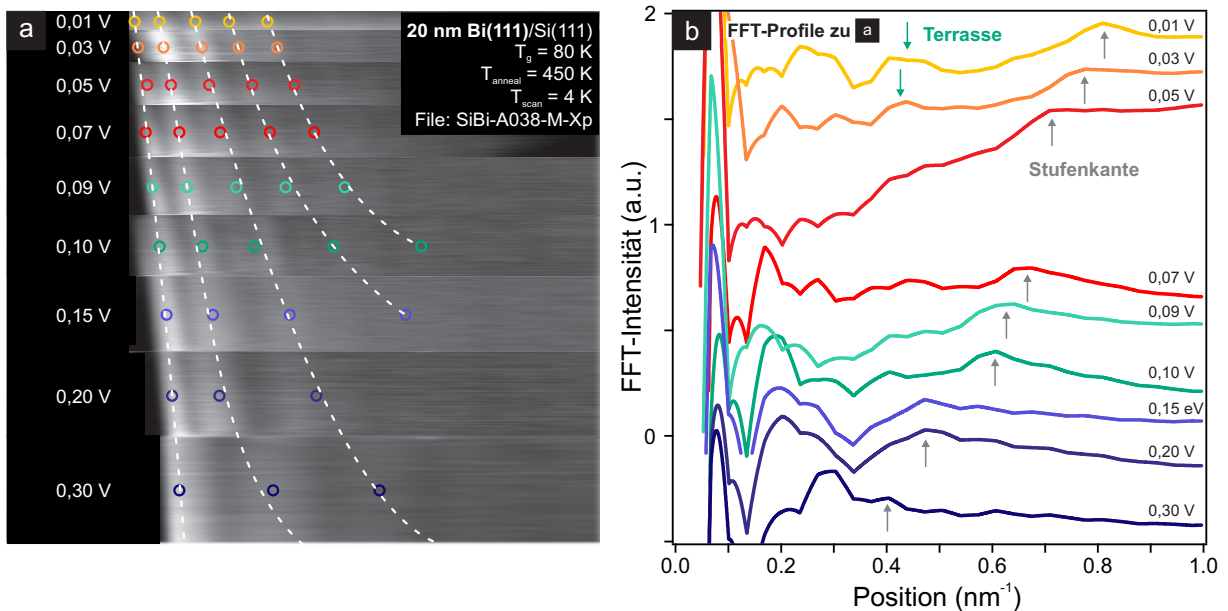 a
0,01 V
0,03 V
0,05 V
0,07 V
0,09 V
0,10 V
0,15 V
0,20 V
0,30 V
20 nm Bi(111)/Si(111)
Tg = 80 K
Tanneal = 450 K
Tscan = 4 K
File: SiBi-A038-M-Xp
b
FFT-Profile zu a
Terrasse
Stufenkante
0,01 V
0,03 V
0,05 V
0,07 V
0,09 V
0,10 V
0,15 eV
0,20 V
0,30 V
2
1
0
FFT-Intensität (a.u.)
0.0 0.2 0.4 0.6 0.8 1.0
Position (nm⁻¹)